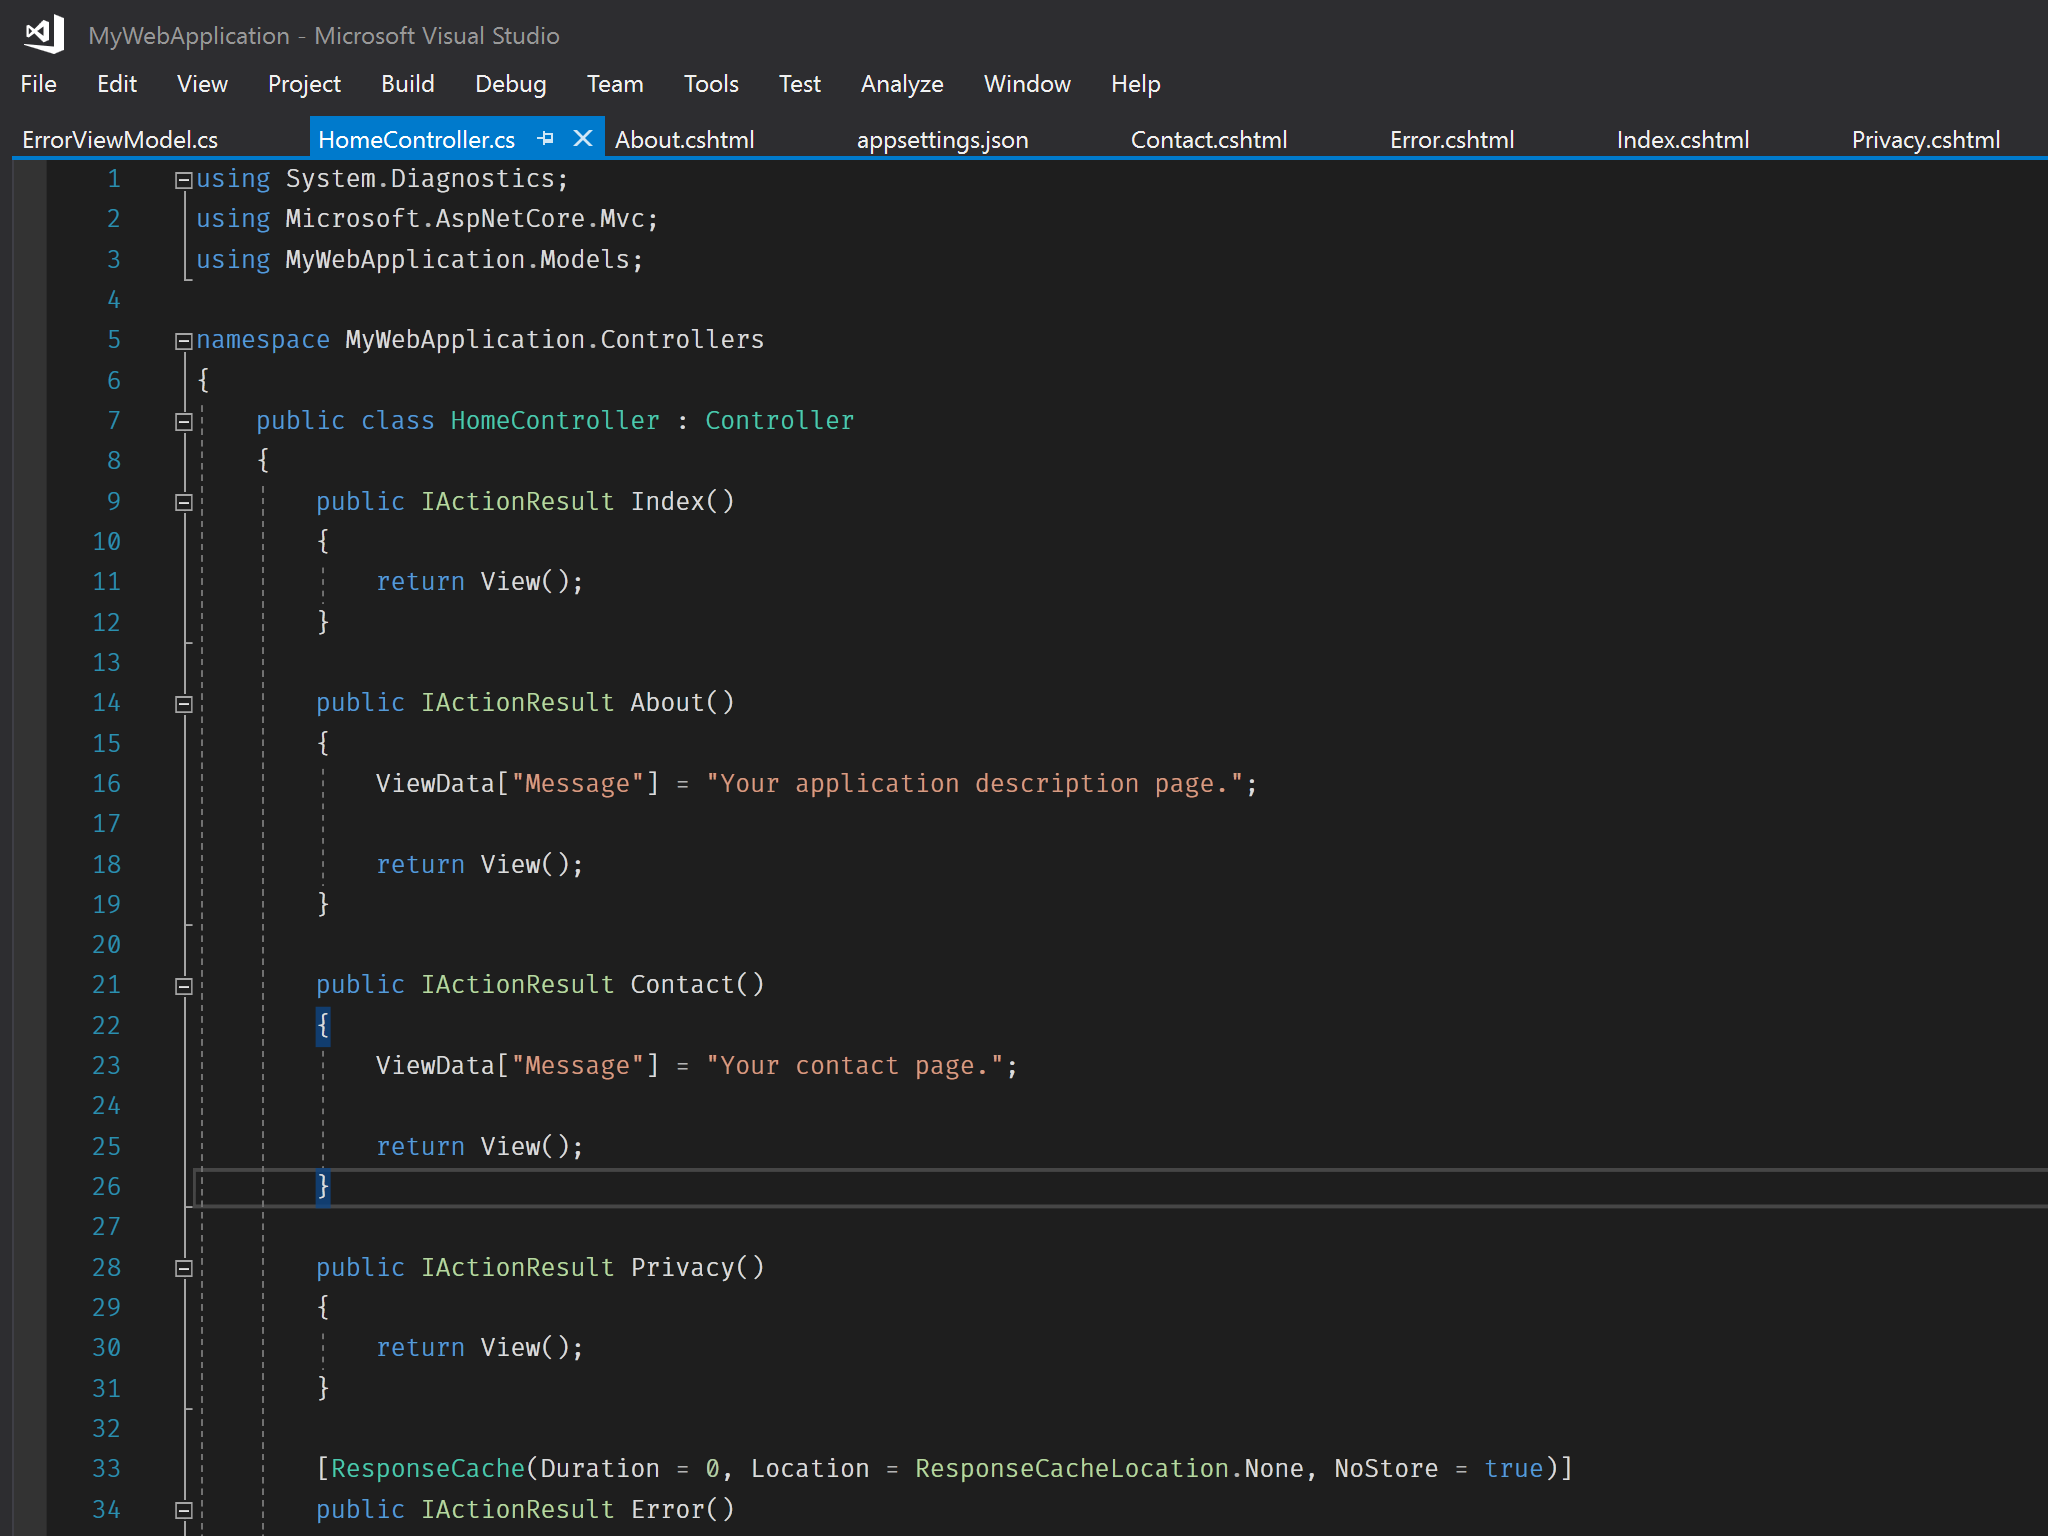 MyWebApplication - Microsoft Visual Studio
File Edit View Project Build Debug Team Tools Test Analyze Window Help
ErrorViewModel.cs HomeController.cs About.cshtml appsettings.json Contact.cshtml Error.cshtml Index.cshtml Privacy.cshtml
1 using System.Diagnostics;
2 using Microsoft.AspNetCore.Mvc;
3 using MyWebApplication.Models;
4
5 namespace MyWebApplication.Controllers
6 {
7     public class HomeController : Controller
8     {
9         public IActionResult Index()
10         {
11             return View();
12         }
13
14         public IActionResult About()
15         {
16             ViewData["Message"] = "Your application description page.";
17
18             return View();
19         }
20
21         public IActionResult Contact()
22         {
23             ViewData["Message"] = "Your contact page.";
24
25             return View();
26         }
27
28         public IActionResult Privacy()
29         {
30             return View();
31         }
32
33         [ResponseCache(Duration = 0, Location = ResponseCacheLocation.None, NoStore = true)]
34         public IActionResult Error()